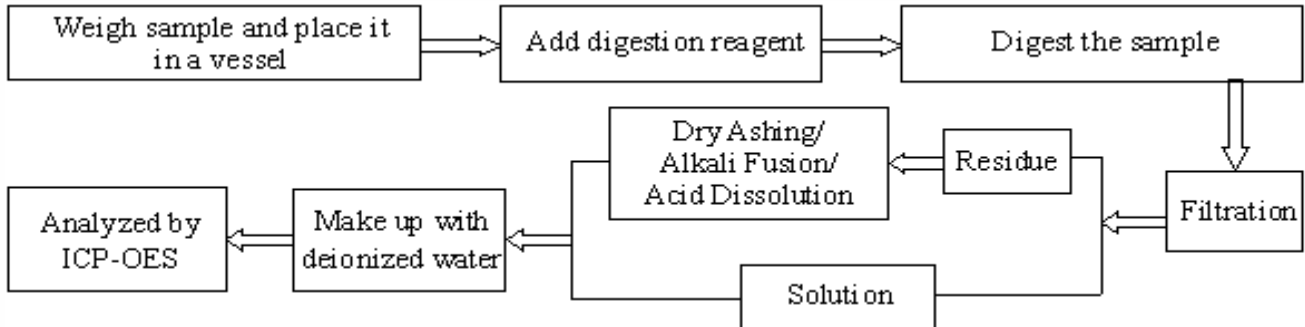 Weigh sample and place it
in a vessel
Add digestion reagent
Digest the sample
Dry Ashing/
Alkali Fusion/
Acid Dissolution
Residue
Filtration
Analyzed by
ICP-OES
Make up with
deionized water
Solution